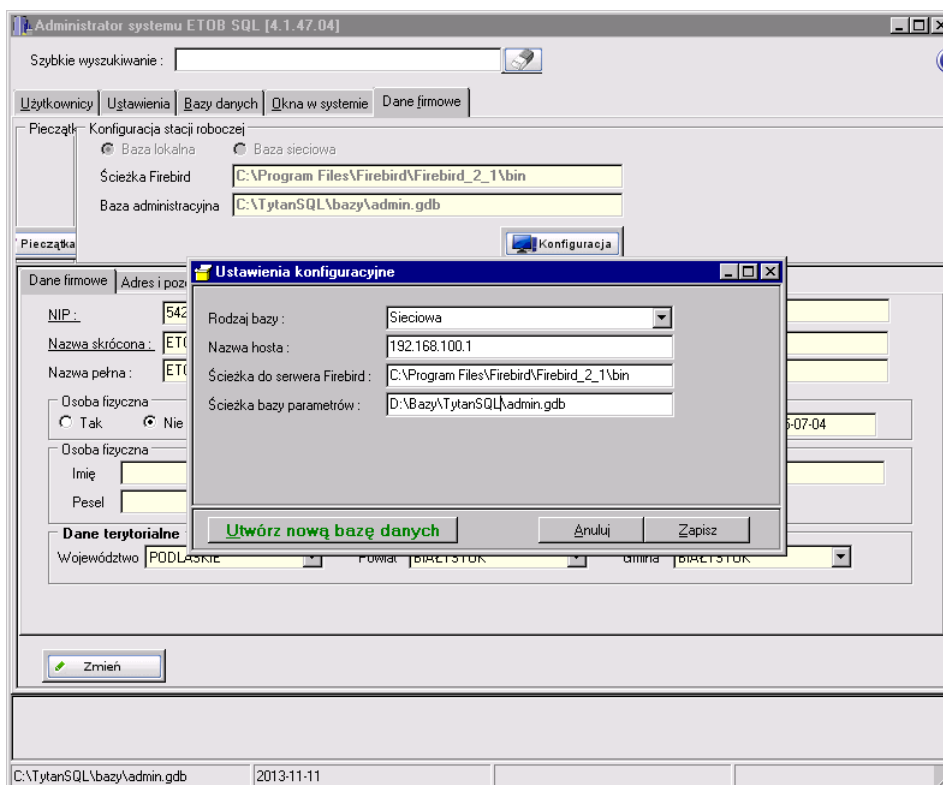 Administrator systemu ETOB SQL [4.1.47.04]
Szybkie wyszukiwanie :
Użytkownicy Ustawienia Bazy danych Okna w systemie Dane firmowe
Pieczątk Konfiguracja stacji roboczej
Baza lokalna Baza sieciowa
Ścieżka Firebird C:\Program Files\Firebird\Firebird_2_1\bin
Baza administracyjna C:\TytanSQL\bazy\admin.gdb
Pieczątka Konfiguracja
Dane firmowe Adres i poz
Ustawienia konfiguracyjne
Rodzaj bazy : Sieciowa
Nazwa hosta : 192.168.100.1
Ścieżka do serwera Firebird : C:\Program Files\Firebird\Firebird_2_1\bin
Ścieżka bazy parametrów : D:\Bazy\TytanSQL\admin.gdb
Utwórz nową bazę danych Anuluj Zapisz
NIP : 542
Nazwa skrócona : ETO
Nazwa pełna : ETO
Osoba fizyczna
Tak Nie 5-07-04
Osoba fizyczna
Imię
Pesel
Dane terytorialne
Województwo PODLASKIE Powiat BIAŁYSTOK Gmina BIAŁYSTOK
Zmień
C:\TytanSQL\bazy\admin.gdb 2013-11-11